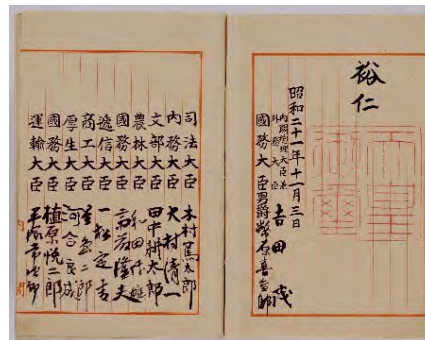 裕仁
昭和二十一年十一月三日
内閣総理大臣兼
外務大臣 吉田茂
國務大臣男爵幣原喜重郎
司法大臣 木村篤太郎
内務大臣 大村清一
文部大臣 田中耕太郎
農林大臣 和田博雄
國務大臣 斎藤隆夫
逓信大臣 一松定吉
商工大臣 星島二郎
厚生大臣 河合良成
國務大臣 植原悦二郎
運輸大臣 平塚常次郎
内閣